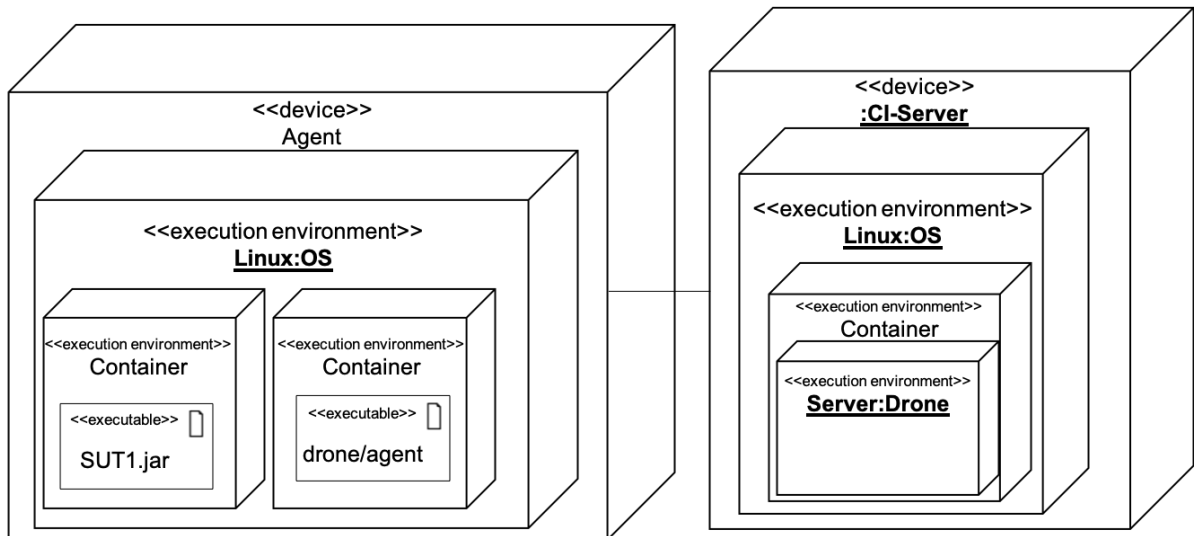 <<device>>
Agent
<<execution environment>>
Linux:OS
<<execution environment>>
Container
<<executable>>
SUT1.jar
<<execution environment>>
Container
<<executable>>
drone/agent
<<device>>
:CI-Server
<<execution environment>>
Linux:OS
<<execution environment>>
Container
<<execution environment>>
Server:Drone